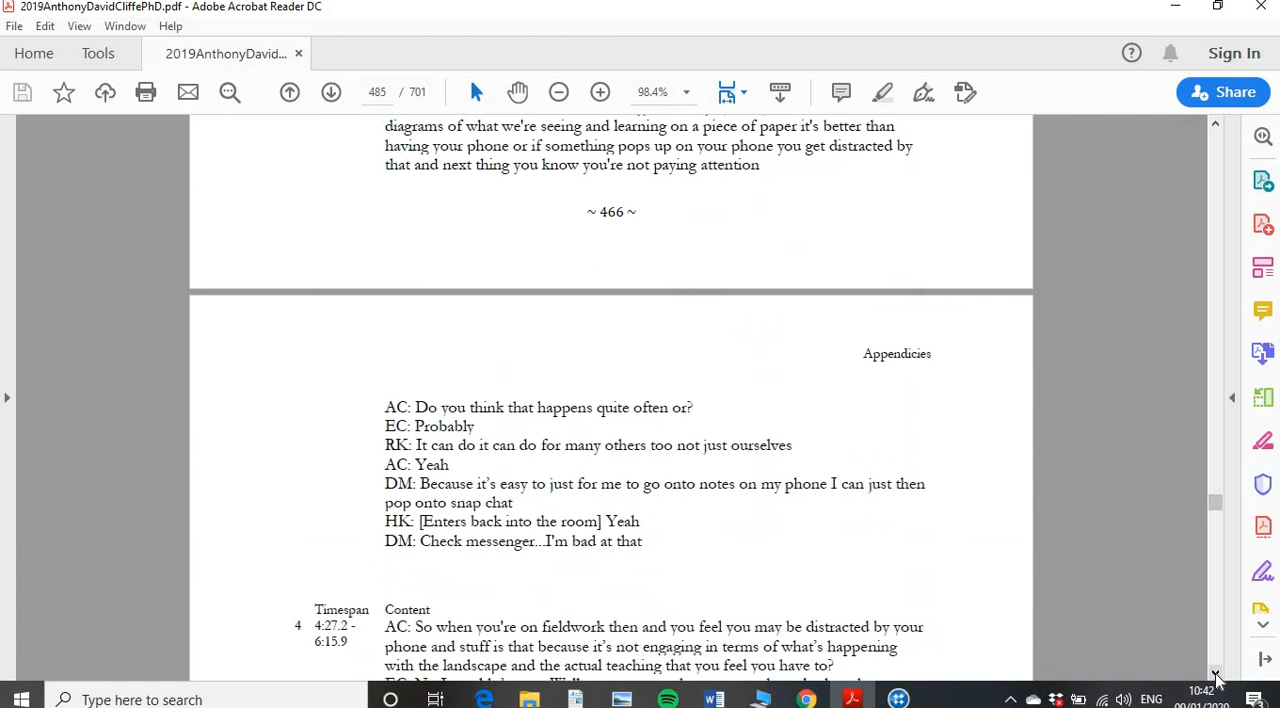 2019AnthonyDavidCliffePhD.pdf - Adobe Acrobat Reader DC
File Edit View Window Help
Home Tools 2019AnthonyDavid... × Sign In
485 / 701 98.4% Share
diagrams of what we're seeing and learning on a piece of paper it's better than
having your phone or if something pops up on your phone you get distracted by
that and next thing you know you're not paying attention
~ 466 ~
Appendicies
AC: Do you think that happens quite often or?
EC: Probably
RK: It can do it can do for many others too not just ourselves
AC: Yeah
DM: Because it's easy to just for me to go onto notes on my phone I can just then
pop onto snap chat
HK: [Enters back into the room] Yeah
DM: Check messenger...I'm bad at that
Timespan Content
4 4:27.2 - AC: So when you're on fieldwork then and you feel you may be distracted by your
6:15.9 phone and stuff is that because it's not engaging in terms of what's happening
with the landscape and the actual teaching that you feel you have to?
Type here to search ENG 10:42
09/01/2020